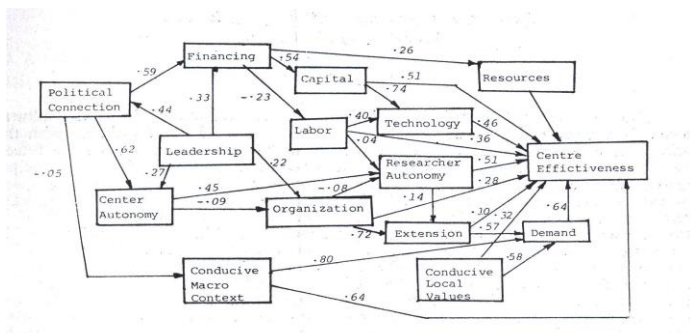 Financing
.26
.54
Capital
.51
Resources
.59
Political
Connection
.33
-.23
.74
.44
.40
Technology
.46
Labor
.36
.04
.62
Leadership
Centre
Effictiveness
.22
Researcher
Autonomy
.51
-.05
.27
.45
-.08
.28
Center
Autonomy
-.09
Organization
.14
.30
.32
.64
.72
Extension
.57
Demand
.80
.58
Conducive
Macro
Context
Conducive
Local
Values
.64